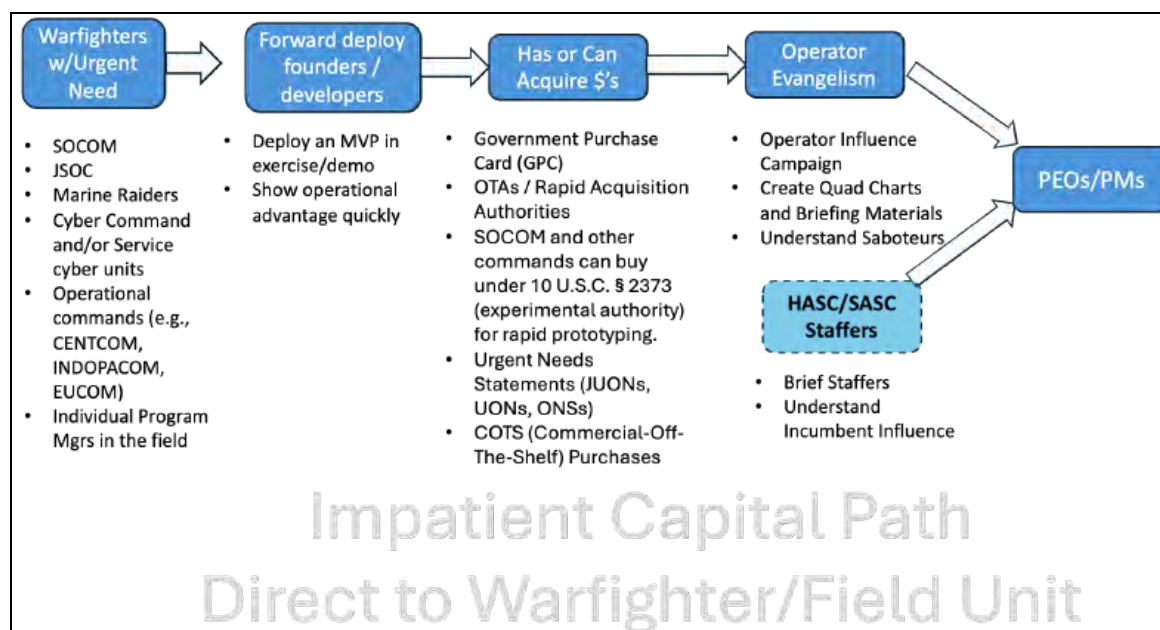 Warfighters
w/Urgent
Need
Forward deploy
founders /
developers
Has or Can
Acquire $'s
Operator
Evangelism
PEOs/PMs
• SOCOM
• JSOC
• Marine Raiders
• Cyber Command
and/or Service
cyber units
• Operational
commands (e.g.,
CENTCOM,
INDOPACOM,
EUCOM)
• Individual Program
Mgrs in the field
• Deploy an MVP in
exercise/demo
• Show operational
advantage quickly
• Government Purchase
Card (GPC)
• OTAs / Rapid Acquisition
Authorities
• SOCOM and other
commands can buy
under 10 U.S.C. § 2373
(experimental authority)
for rapid prototyping.
• Urgent Needs
Statements (JUONs,
UONs, ONSs)
• COTS (Commercial-Off-
The-Shelf) Purchases
• Operator Influence
Campaign
• Create Quad Charts
and Briefing Materials
• Understand Saboteurs
HASC/SASC
Staffers
• Brief Staffers
• Understand
Incumbent Influence
Impatient Capital Path
Direct to Warfighter/Field Unit